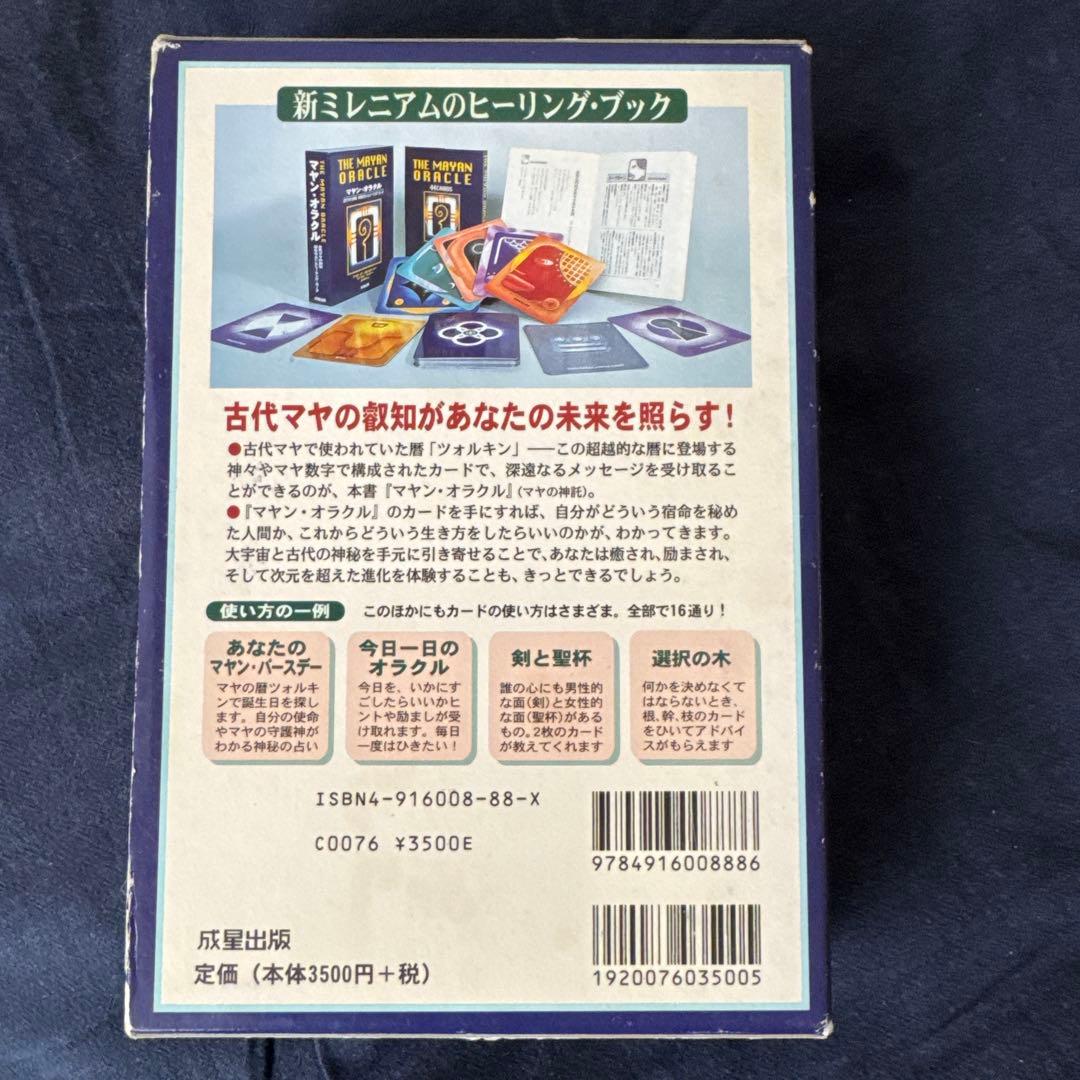 新ミレニアムのヒーリング・ブック
THE MAYAN ORACLE
マヤン・オラクル
THE MAYAN
ORACLE
マヤン・オラクル
THE MAYAN
ORACLE
44CARDS
古代マヤの叡知があなたの未来を照らす!
●古代マヤで使われていた暦「ツォルキン」——この超越的な暦に登場する
神々やマヤ数字で構成されたカードで、深遠なるメッセージを受け取るこ
とができるのが、本書『マヤン・オラクル』(マヤの神託)。
●『マヤン・オラクル』のカードを手にすれば、自分がどういう宿命を秘め
た人間か、これからどういう生き方をしたらいいのかが、わかってきます。
大宇宙と古代の神秘を手元に引き寄せることで、あなたは癒され、励まされ、
そして次元を超えた進化を体験することも、きっとできるでしょう。
使い方の一例 このほかにもカードの使い方はさまざま。全部で16通り!
あなたの
マヤン・バースデー
マヤの暦ツォルキ
ンで誕生日を探し
ます。自分の使命
やマヤの守護神が
わかる神秘の占い
今日一日の
オラクル
今日を、いかにす
ごしたらいいかヒ
ントや励ましが受
け取れます。毎日
一度はひきたい!
剣と聖杯
誰の心にも男性的
な面(剣)と女性的
な面(聖杯)がある
もの。2枚のカード
が教えてくれます
選択の木
何かを決めなくて
はならないとき、
根、幹、枝のカード
をひいてアドバイ
スがもらえます
ISBN4-916008-88-X
C0076 ¥3500E
9784916008886
1920076035005
成星出版
定価(本体3500円+税)